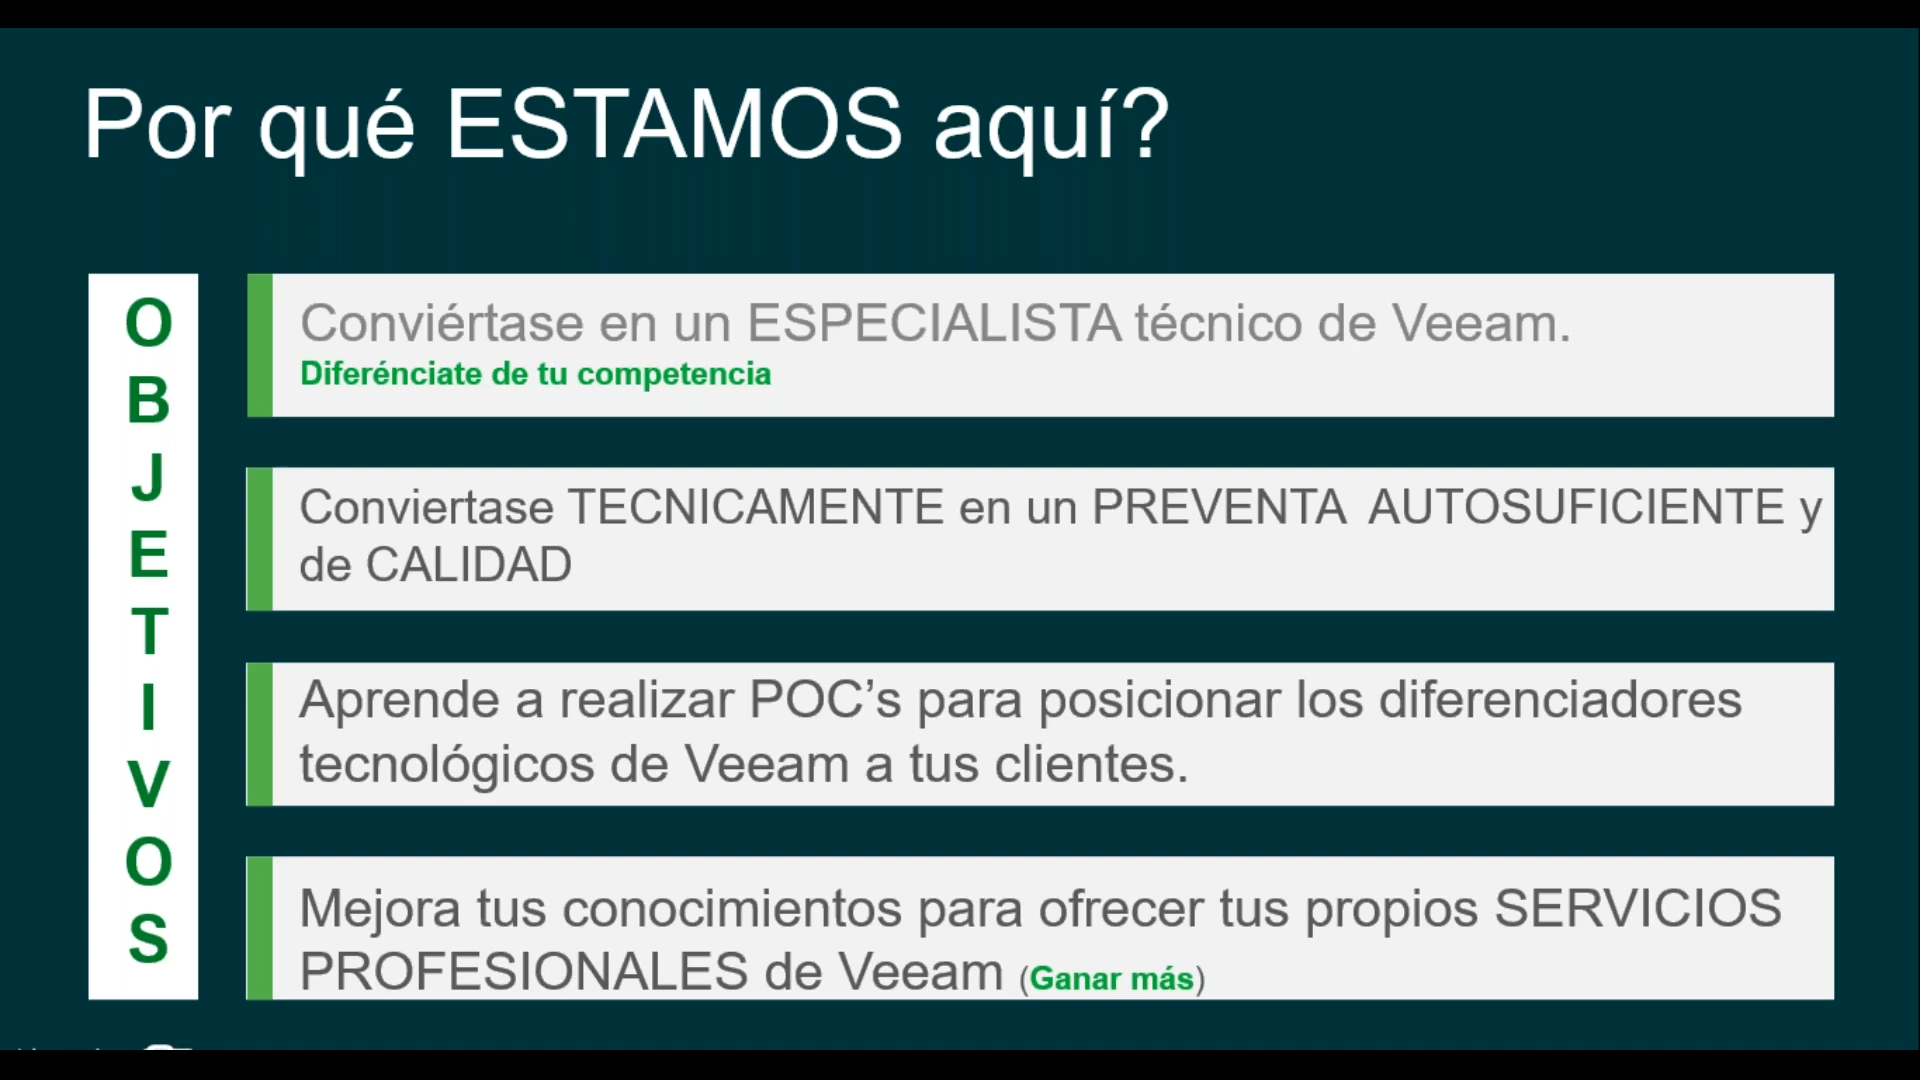 Por qué ESTAMOS aquí?
O
B
J
E
T
I
V
O
S
Conviértase en un ESPECIALISTA técnico de Veeam.
Diferénciate de tu competencia
Conviertase TECNICAMENTE en un PREVENTA AUTOSUFICIENTE y
de CALIDAD
Aprende a realizar POC’s para posicionar los diferenciadores
tecnológicos de Veeam a tus clientes.
Mejora tus conocimientos para ofrecer tus propios SERVICIOS
PROFESIONALES de Veeam (Ganar más)